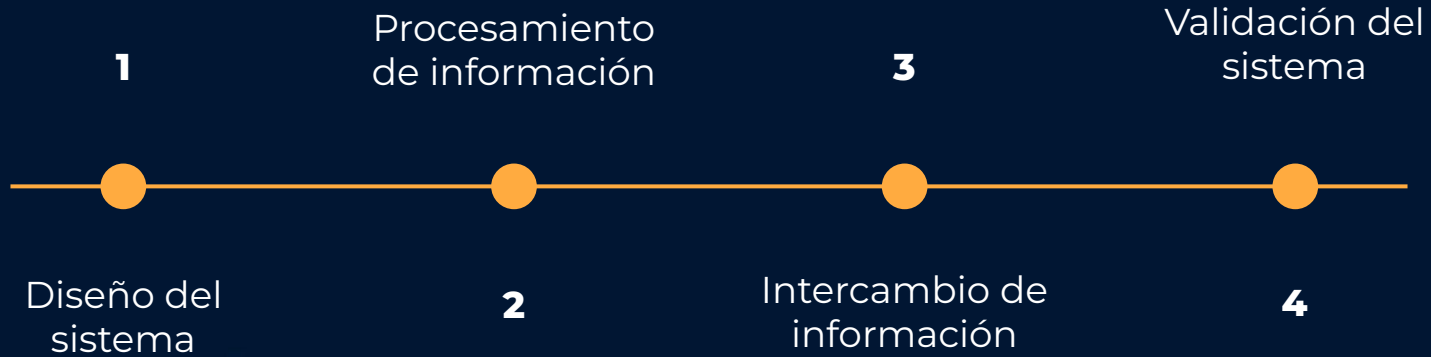 1
Diseño del
sistema
Procesamiento
de información
2
3
Intercambio de
información
Validación del
sistema
4